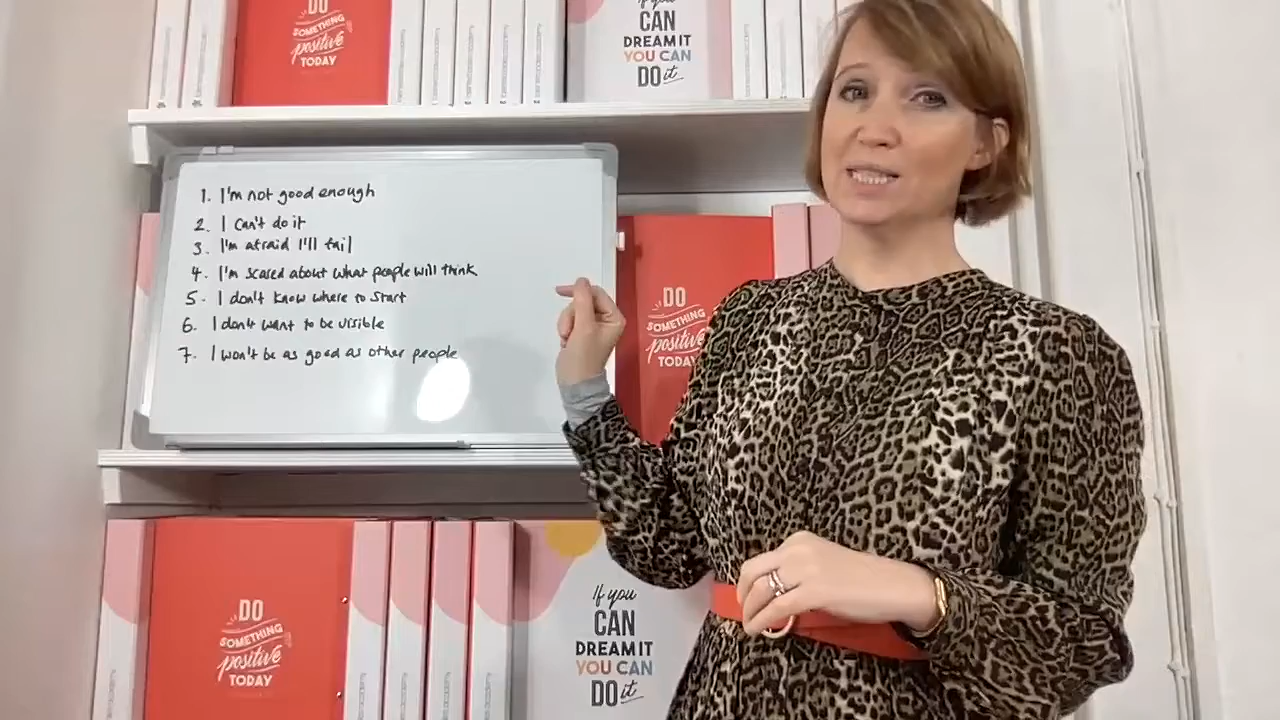 DO
SOMETHING
positive
TODAY
If you
CAN
DREAM IT
YOU CAN
DO it
1. I'm not good enough
2. I can't do it
3. I'm afraid I'll fail
4. I'm scared about what people will think
5. I don't know where to start
6. I don't want to be visible
7. I won't be as good as other people
DO
SOMETHING
positive
TODAY
DO
SOMETHING
positive
TODAY
If you
CAN
DREAM IT
YOU CAN
DO it